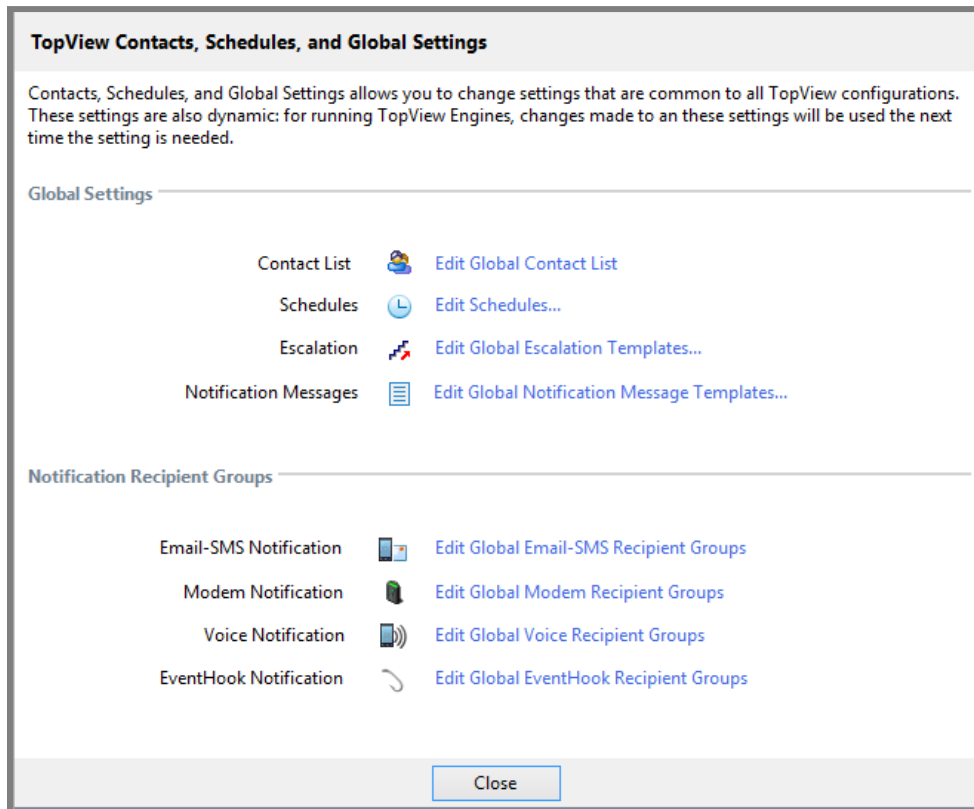 TopView Contacts, Schedules, and Global Settings
Contacts, Schedules, and Global Settings allows you to change settings that are common to all TopView configurations.
These settings are also dynamic: for running TopView Engines, changes made to an these settings will be used the next
time the setting is needed.
Global Settings
Contact List Edit Global Contact List
Schedules Edit Schedules...
Escalation Edit Global Escalation Templates...
Notification Messages Edit Global Notification Message Templates...
Notification Recipient Groups
Email-SMS Notification Edit Global Email-SMS Recipient Groups
Modem Notification Edit Global Modem Recipient Groups
Voice Notification Edit Global Voice Recipient Groups
EventHook Notification Edit Global EventHook Recipient Groups
Close